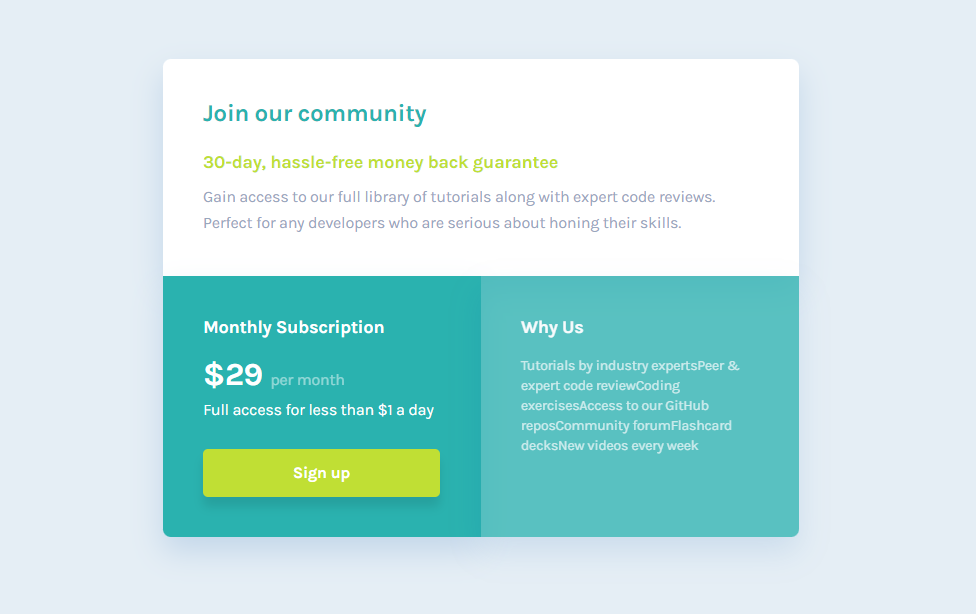 Join our community
30-day, hassle-free money back guarantee
Gain access to our full library of tutorials along with expert code reviews.
Perfect for any developers who are serious about honing their skills.
Monthly Subscription
$29 per month
Full access for less than $1 a day
Sign up
Why Us
Tutorials by industry expertsPeer &
expert code reviewCoding
exercisesAccess to our GitHub
reposCommunity forumFlashcard
decksNew videos every week